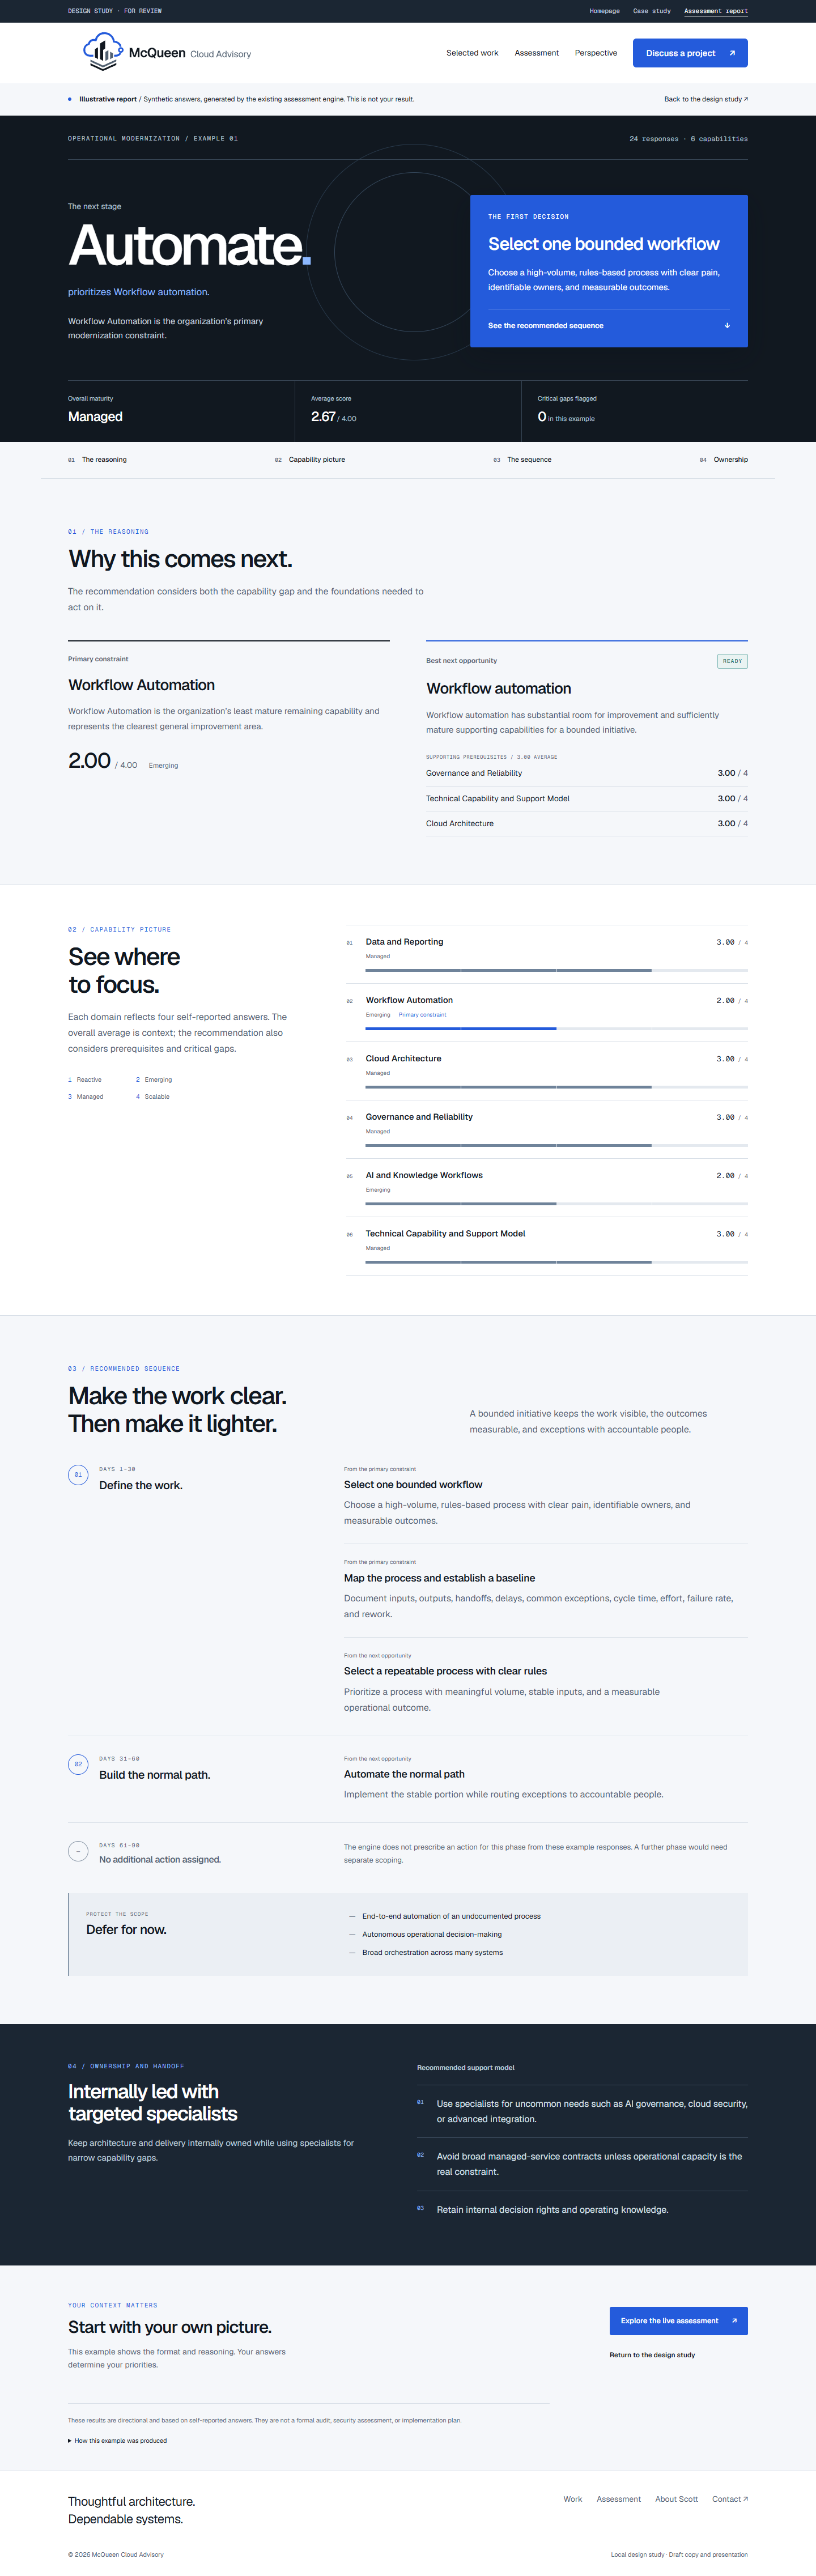 DESIGN STUDY · FOR REVIEW
Homepage Case study Assessment report
McQueen Cloud Advisory
Selected work Assessment Perspective Discuss a project ↗
Illustrative report / Synthetic answers, generated by the existing assessment engine. This is not your result.
Back to the design study ↗
OPERATIONAL MODERNIZATION / EXAMPLE 01
24 responses · 6 capabilities
The next stage
Automate.
prioritizes Workflow automation.
Workflow Automation is the organization's primary
modernization constraint.
THE FIRST DECISION
Select one bounded workflow
Choose a high-volume, rules-based process with clear pain,
identifiable owners, and measurable outcomes.
See the recommended sequence ↓
Overall maturity
Managed
Average score
2.67 / 4.00
Critical gaps flagged
0 in this example
01 The reasoning
02 Capability picture
03 The sequence
04 Ownership
01 / THE REASONING
Why this comes next.
The recommendation considers both the capability gap and the foundations needed to
act on it.
Primary constraint
Workflow Automation
Workflow Automation is the organization's least mature remaining capability and
represents the clearest general improvement area.
2.00 / 4.00 Emerging
Best next opportunity READY
Workflow automation
Workflow automation has substantial room for improvement and sufficiently
mature supporting capabilities for a bounded initiative.
SUPPORTING PREREQUISITES / 3.00 AVERAGE
Governance and Reliability 3.00 / 4
Technical Capability and Support Model 3.00 / 4
Cloud Architecture 3.00 / 4
02 / CAPABILITY PICTURE
See where
to focus.
Each domain reflects four self-reported answers. The
overall average is context; the recommendation also
considers prerequisites and critical gaps.
1 Reactive 2 Emerging
3 Managed 4 Scalable
01 Data and Reporting 3.00 / 4
Managed
02 Workflow Automation 2.00 / 4
Emerging Primary constraint
03 Cloud Architecture 3.00 / 4
Managed
04 Governance and Reliability 3.00 / 4
Managed
05 AI and Knowledge Workflows 2.00 / 4
Emerging
06 Technical Capability and Support Model 3.00 / 4
Managed
03 / RECOMMENDED SEQUENCE
Make the work clear.
Then make it lighter.
A bounded initiative keeps the work visible, the outcomes
measurable, and exceptions with accountable people.
01 DAYS 1–30
Define the work.
From the primary constraint
Select one bounded workflow
Choose a high-volume, rules-based process with clear pain, identifiable owners, and
measurable outcomes.
From the primary constraint
Map the process and establish a baseline
Document inputs, outputs, handoffs, delays, common exceptions, cycle time, effort, failure rate,
and rework.
From the next opportunity
Select a repeatable process with clear rules
Prioritize a process with meaningful volume, stable inputs, and a measurable
operational outcome.
02 DAYS 31–60
Build the normal path.
From the next opportunity
Automate the normal path
Implement the stable portion while routing exceptions to accountable people.
— DAYS 61–90
No additional action assigned.
The engine does not prescribe an action for this phase from these example responses. A further phase would need
separate scoping.
PROTECT THE SCOPE
Defer for now.
— End-to-end automation of an undocumented process
— Autonomous operational decision-making
— Broad orchestration across many systems
04 / OWNERSHIP AND HANDOFF
Internally led with
targeted specialists
Keep architecture and delivery internally owned while using specialists for
narrow capability gaps.
Recommended support model
01 Use specialists for uncommon needs such as AI governance, cloud security,
or advanced integration.
02 Avoid broad managed-service contracts unless operational capacity is the
real constraint.
03 Retain internal decision rights and operating knowledge.
YOUR CONTEXT MATTERS
Start with your own picture.
This example shows the format and reasoning. Your answers
determine your priorities.
Explore the live assessment ↗
Return to the design study
These results are directional and based on self-reported answers. They are not a formal audit, security assessment, or implementation plan.
▶ How this example was produced
Thoughtful architecture.
Dependable systems.
Work Assessment About Scott Contact ↗
© 2026 McQueen Cloud Advisory
Local design study · Draft copy and presentation